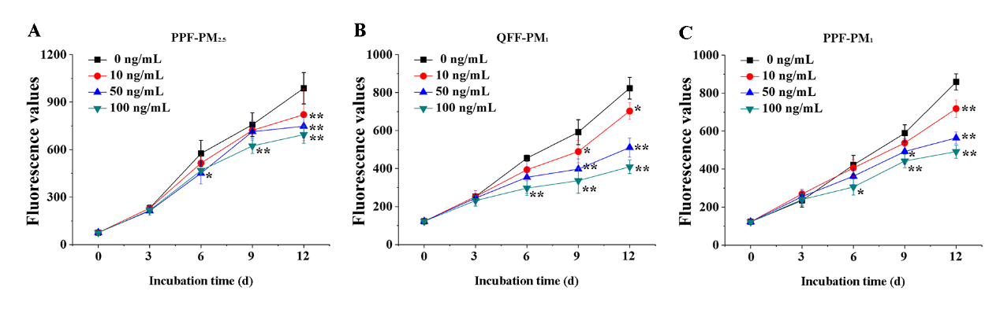 A
PPF-PM2.5
Fluorescence values
1200
900
600
300
0
0 ng/mL
10 ng/mL
50 ng/mL
100 ng/mL
**
**
**
**
*
0 3 6 9 12
Incubation time (d)
B
QFF-PM1
Fluorescence values
1000
800
600
400
200
0
0 ng/mL
10 ng/mL
50 ng/mL
100 ng/mL
*
*
**
**
**
**
**
0 3 6 9 12
Incubation time (d)
C
PPF-PM1
Fluorescence values
1000
800
600
400
200
0
0 ng/mL
10 ng/mL
50 ng/mL
100 ng/mL
**
**
**
*
**
*
0 3 6 9 12
Incubation time (d)